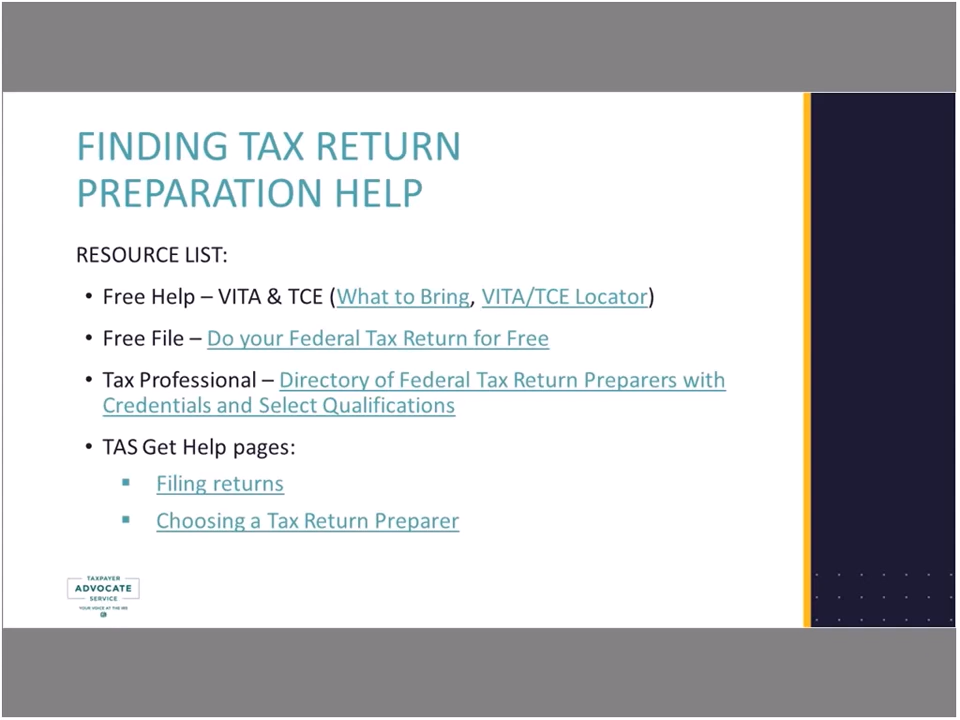 FINDING TAX RETURN
PREPARATION HELP
RESOURCE LIST:
• Free Help – VITA & TCE (What to Bring, VITA/TCE Locator)
• Free File – Do your Federal Tax Return for Free
• Tax Professional – Directory of Federal Tax Return Preparers with
Credentials and Select Qualifications
• TAS Get Help pages:
▪ Filing returns
▪ Choosing a Tax Return Preparer
TAXPAYER
ADVOCATE
SERVICE
YOUR VOICE AT THE IRS